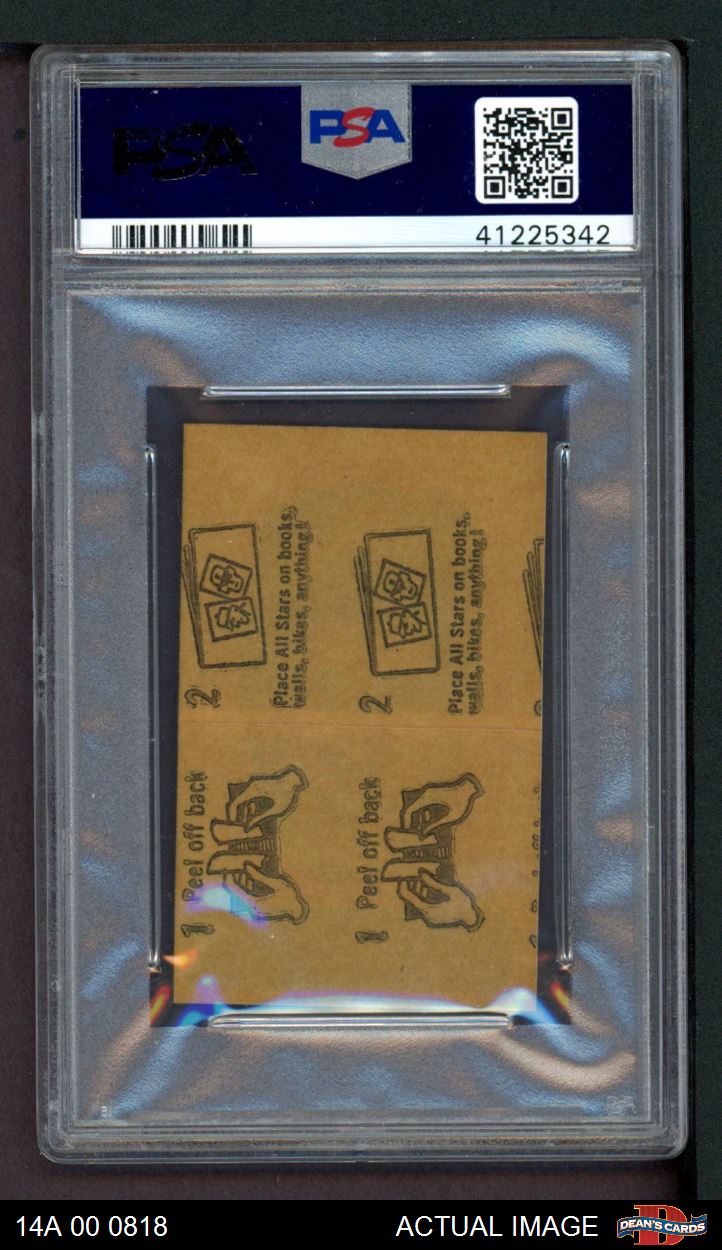 PSA
PSA
41225342
2
Place All Stars on books,
walls, bikes, anything!
2
Place All Stars on books,
walls, bikes, anything!
1 Peel off back
1 Peel off back
14A 00 0818
ACTUAL IMAGE
D
DEAN'S CARDS